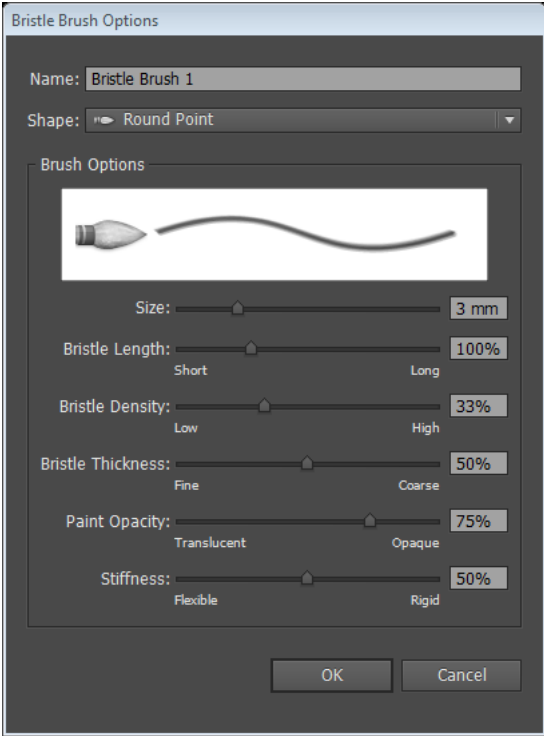 Bristle Brush Options
Name: Bristle Brush 1
Shape: Round Point
Brush Options
Size: 3 mm
Bristle Length: 100%
Short Long
Bristle Density: 33%
Low High
Bristle Thickness: 50%
Fine Coarse
Paint Opacity: 75%
Translucent Opaque
Stiffness: 50%
Flexible Rigid
OK Cancel